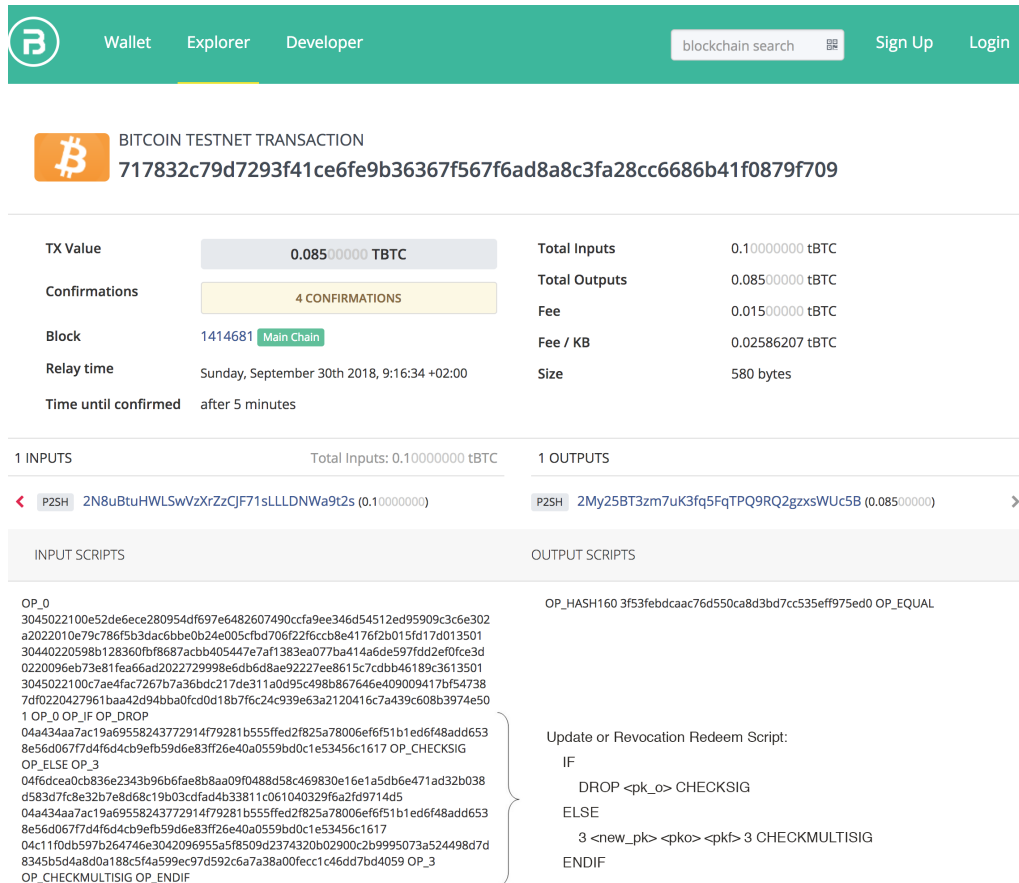 Wallet Explorer Developer blockchain search Sign Up Login
BITCOIN TESTNET TRANSACTION
717832c79d7293f41ce6fe9b36367f567f6ad8a8c3fa28cc6686b41f0879f709
TX Value 0.08500000 TBTC
Confirmations 4 CONFIRMATIONS
Block 1414681 Main Chain
Relay time Sunday, September 30th 2018, 9:16:34 +02:00
Time until confirmed after 5 minutes
Total Inputs 0.10000000 tBTC
Total Outputs 0.08500000 tBTC
Fee 0.01500000 tBTC
Fee / KB 0.02586207 tBTC
Size 580 bytes
1 INPUTS Total Inputs: 0.10000000 tBTC
P2SH 2N8uBtuHWLSwVzXrZzCJF71sLLLDNWa9t2s (0.10000000)
1 OUTPUTS
P2SH 2My25BT3zm7uK3fq5FqTPQ9RQ2gzxsWUc5B (0.08500000)
INPUT SCRIPTS
OP_0
3045022100e52de6ece280954df697e6482607490ccfa9ee346d54512ed95909c3c6e302
a2022010e79c786f5b3dac6bbe0b24e005cfbd706f22f6ccb8e4176f2b015fd17d013501
30440220598b128360fbf8687acbb405447e7af1383ea077ba414a6de597fdd2ef0fce3d
0220096eb73e81fea66ad2022729998e6db6d8ae92227ee8615c7cdbb46189c3613501
3045022100c7ae4fac7267b7a36bdc217de311a0d95c498b867646e409009417bf547387
7df0220427961baa42d94bba0fcd0d18b7f6c24c939e63a2120416c7a439c608b3974e50
1 OP_0 OP_IF OP_DROP
04a434aa7ac19a69558243772914f79281b555ffed2f825a78006ef6f51b1ed6f48add653
8e56d067f7d4f6d4cb9efb59d6e83ff26e40a0559bd0c1e53456c1617 OP_CHECKSIG
OP_ELSE OP_3
04f6dcea0cb836e2343b96b6fae8b8aa09f0488d58c469830e16e1a5db6e471ad32b038
d583d7fc8e32b7e8d68c19b03cdfad4b33811c061040329f6a2fd9714d5
04a434aa7ac19a69558243772914f79281b555ffed2f825a78006ef6f51b1ed6f48add653
8e56d067f7d4f6d4cb9efb59d6e83ff26e40a0559bd0c1e53456c1617
04c11f0db597b264746e3042096955a5f8509d2374320b02900c2b9995073a524498d7d
8345b5d4a8d0a188c5f4a599ec97d592c6a7a38a00fecc1c46dd7bd4059 OP_3
OP_CHECKMULTISIG OP_ENDIF
OUTPUT SCRIPTS
OP_HASH160 3f53febdcaac76d550ca8d3bd7cc535eff975ed0 OP_EQUAL
Update or Revocation Redeem Script:
IF
DROP <pk_o> CHECKSIG
ELSE
3 <new_pk> <pko> <pkf> 3 CHECKMULTISIG
ENDIF